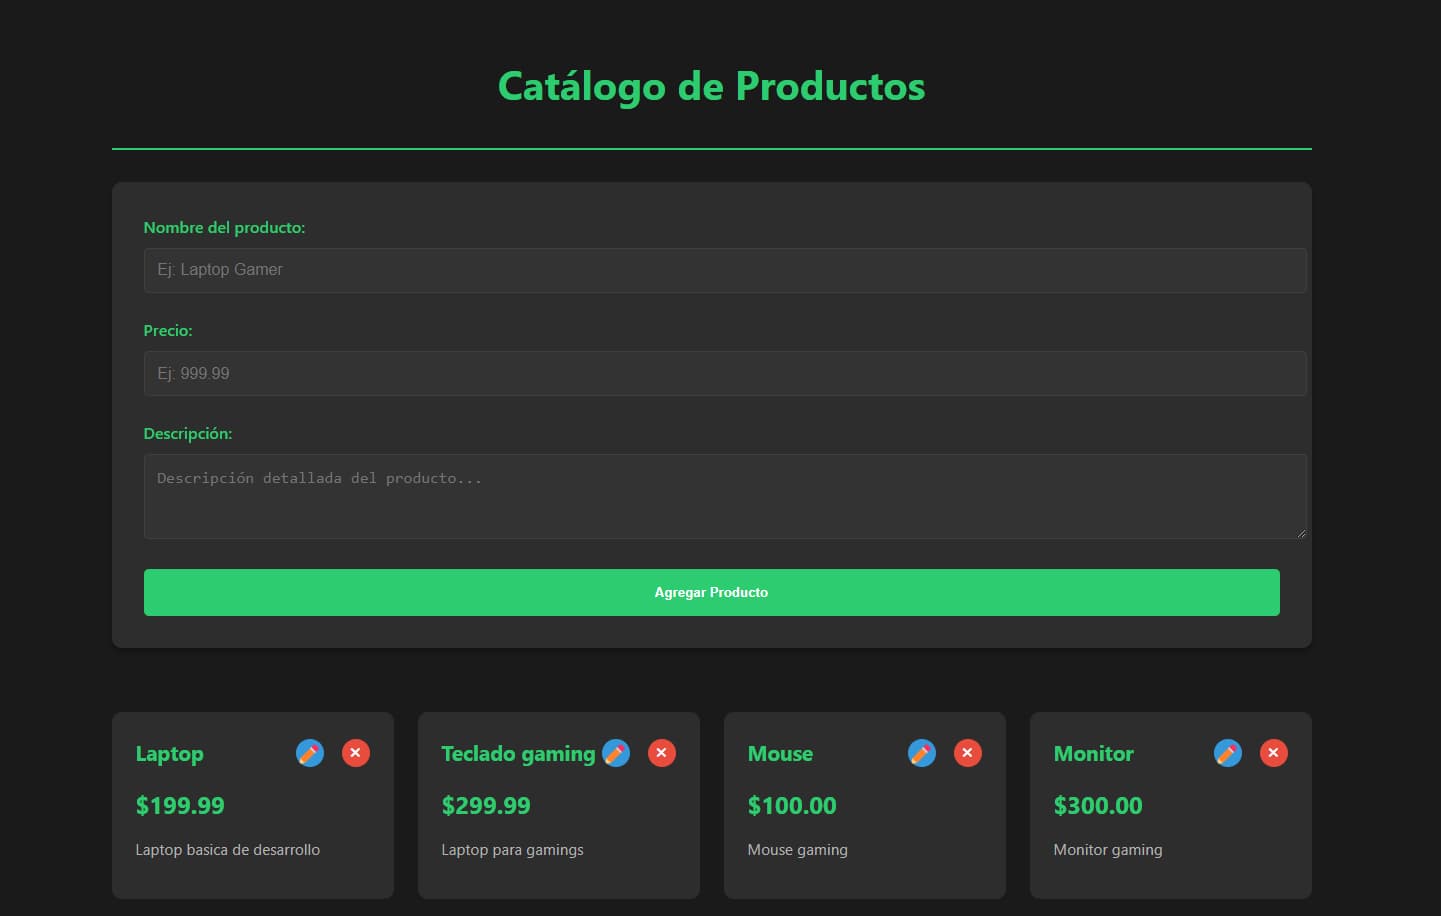 Catálogo de Productos
Nombre del producto:
Ej: Laptop Gamer
Precio:
Ej: 999.99
Descripción:
Descripción detallada del producto...
Agregar Producto
Laptop
$199.99
Laptop basica de desarrollo
Teclado gaming
$299.99
Laptop para gamings
Mouse
$100.00
Mouse gaming
Monitor
$300.00
Monitor gaming